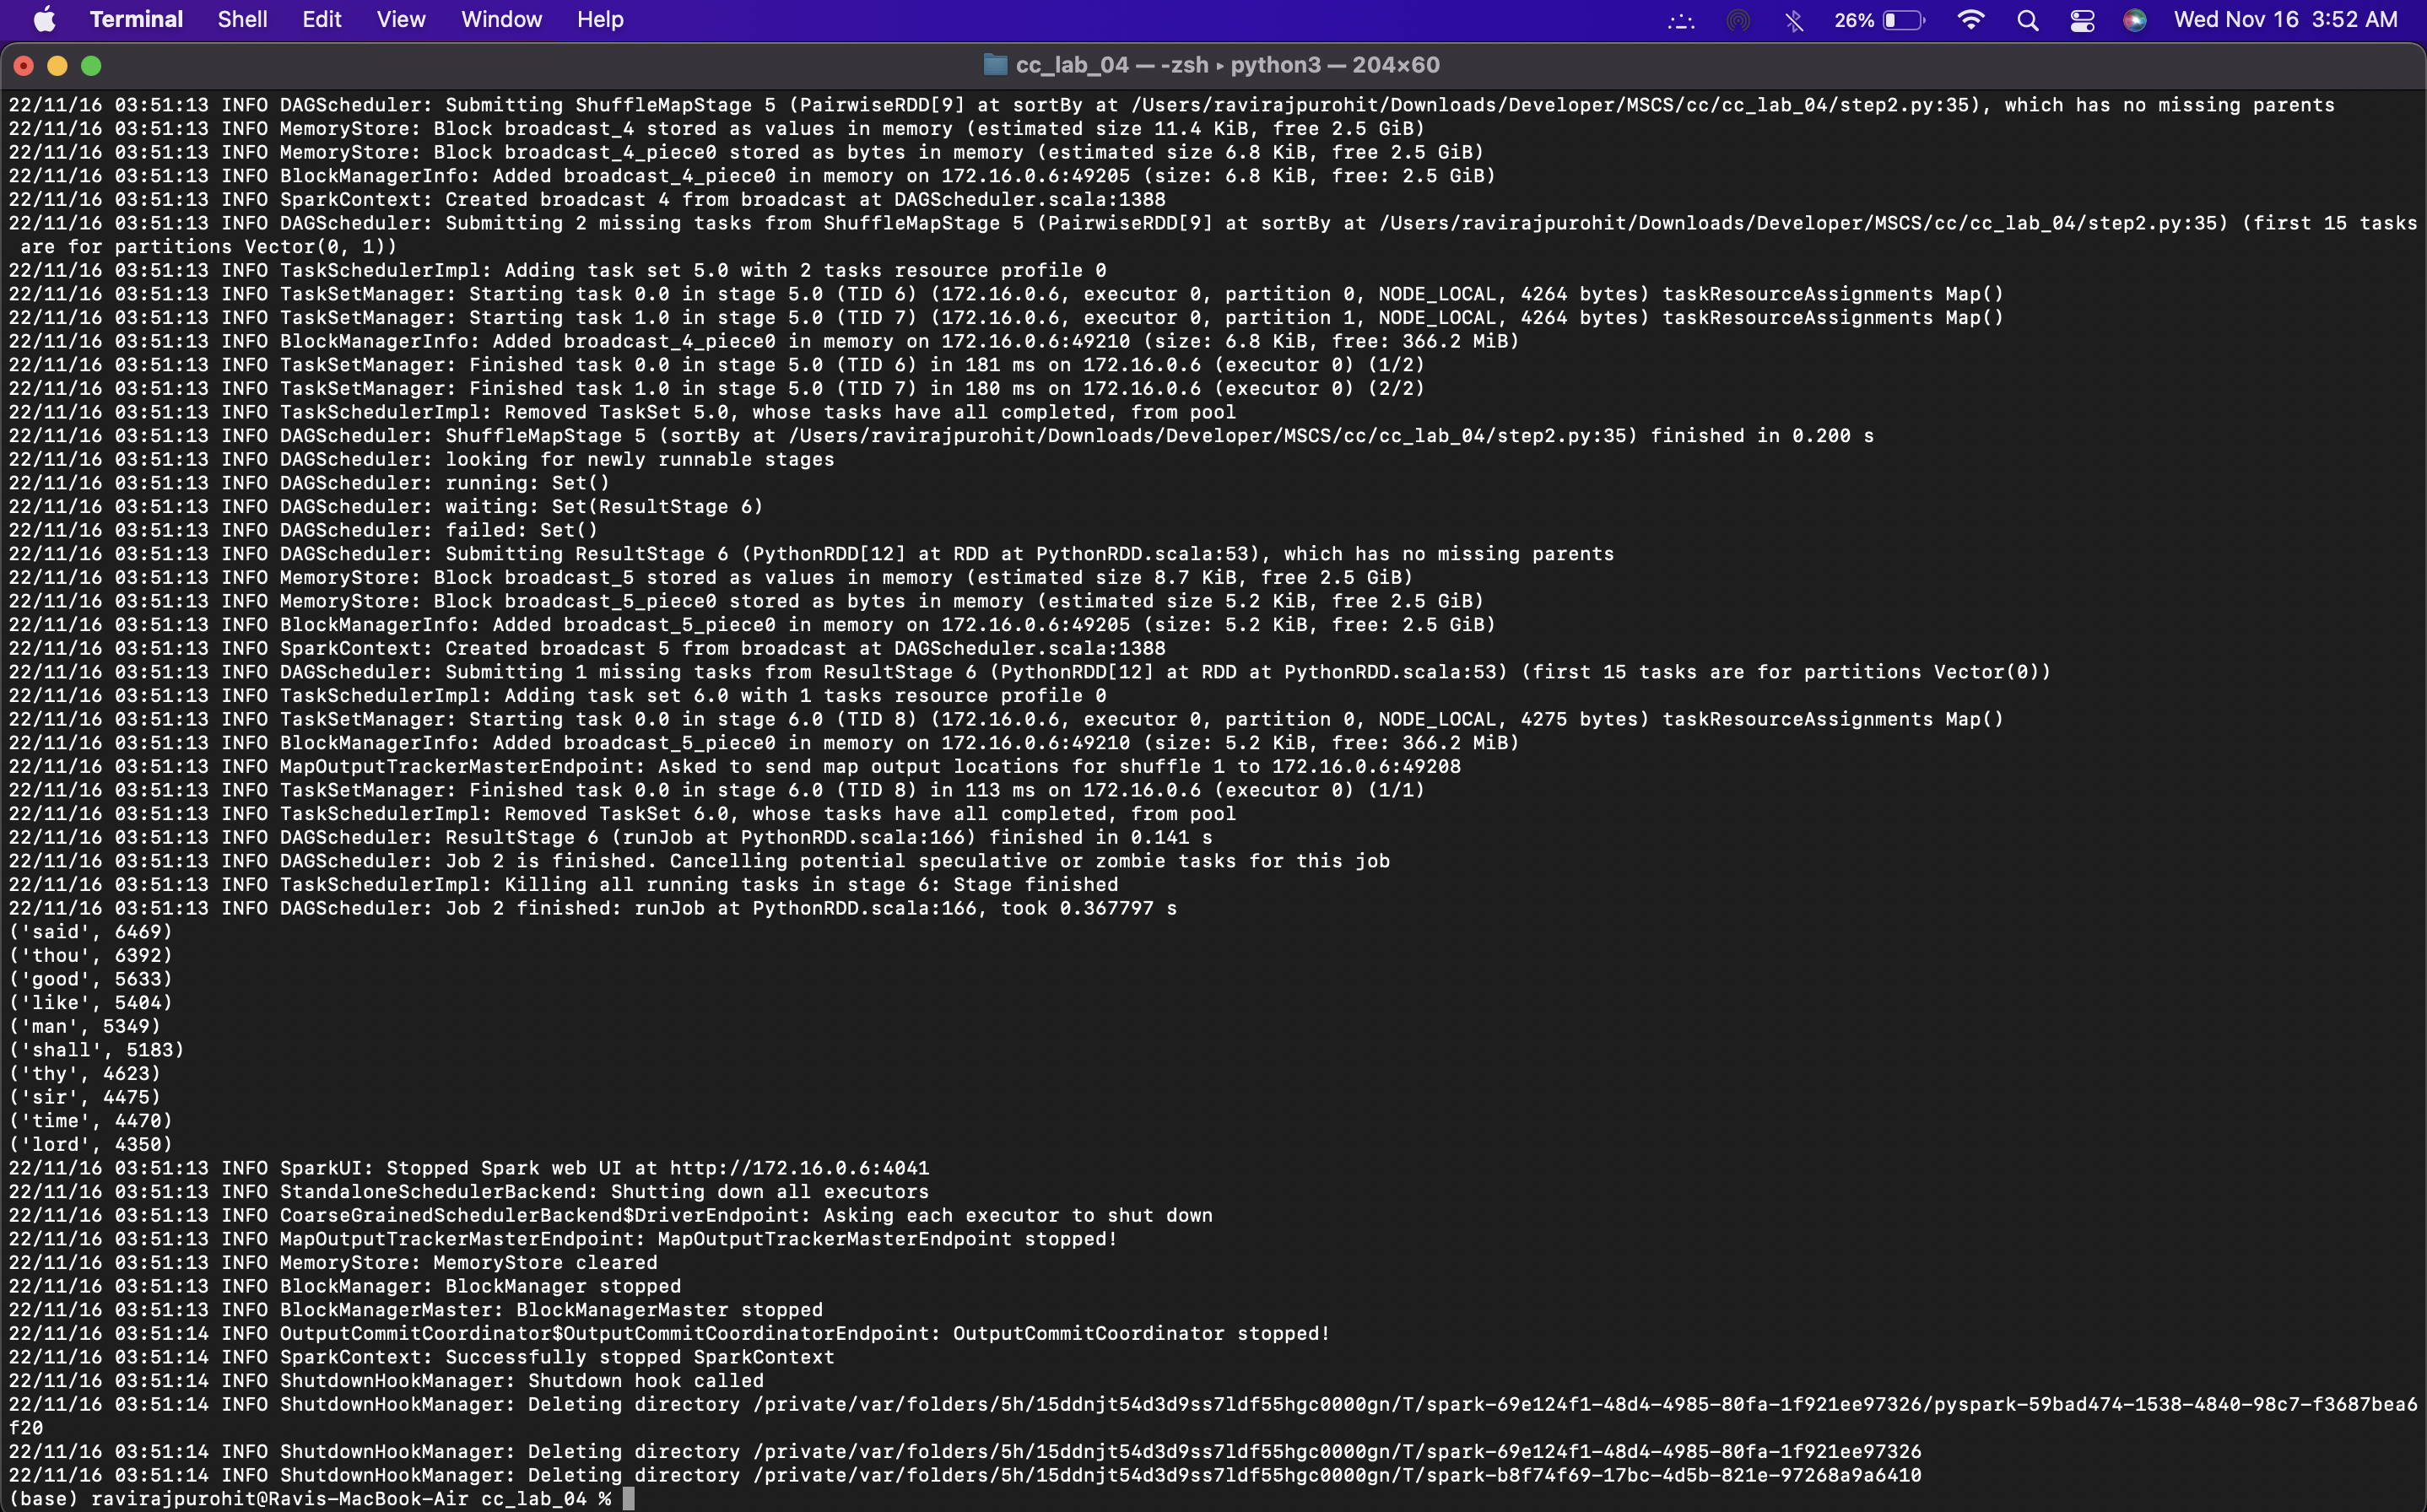 Terminal Shell Edit View Window Help 26% Wed Nov 16 3:52 AM
cc_lab_04 — -zsh ▸ python3 — 204×60
22/11/16 03:51:13 INFO DAGScheduler: Submitting ShuffleMapStage 5 (PairwiseRDD[9] at sortBy at /Users/ravirajpurohit/Downloads/Developer/MSCS/cc/cc_lab_04/step2.py:35), which has no missing parents
22/11/16 03:51:13 INFO MemoryStore: Block broadcast_4 stored as values in memory (estimated size 11.4 KiB, free 2.5 GiB)
22/11/16 03:51:13 INFO MemoryStore: Block broadcast_4_piece0 stored as bytes in memory (estimated size 6.8 KiB, free 2.5 GiB)
22/11/16 03:51:13 INFO BlockManagerInfo: Added broadcast_4_piece0 in memory on 172.16.0.6:49205 (size: 6.8 KiB, free: 2.5 GiB)
22/11/16 03:51:13 INFO SparkContext: Created broadcast 4 from broadcast at DAGScheduler.scala:1388
22/11/16 03:51:13 INFO DAGScheduler: Submitting 2 missing tasks from ShuffleMapStage 5 (PairwiseRDD[9] at sortBy at /Users/ravirajpurohit/Downloads/Developer/MSCS/cc/cc_lab_04/step2.py:35) (first 15 tasks
are for partitions Vector(0, 1))
22/11/16 03:51:13 INFO TaskSchedulerImpl: Adding task set 5.0 with 2 tasks resource profile 0
22/11/16 03:51:13 INFO TaskSetManager: Starting task 0.0 in stage 5.0 (TID 6) (172.16.0.6, executor 0, partition 0, NODE_LOCAL, 4264 bytes) taskResourceAssignments Map()
22/11/16 03:51:13 INFO TaskSetManager: Starting task 1.0 in stage 5.0 (TID 7) (172.16.0.6, executor 0, partition 1, NODE_LOCAL, 4264 bytes) taskResourceAssignments Map()
22/11/16 03:51:13 INFO BlockManagerInfo: Added broadcast_4_piece0 in memory on 172.16.0.6:49210 (size: 6.8 KiB, free: 366.2 MiB)
22/11/16 03:51:13 INFO TaskSetManager: Finished task 0.0 in stage 5.0 (TID 6) in 181 ms on 172.16.0.6 (executor 0) (1/2)
22/11/16 03:51:13 INFO TaskSetManager: Finished task 1.0 in stage 5.0 (TID 7) in 180 ms on 172.16.0.6 (executor 0) (2/2)
22/11/16 03:51:13 INFO TaskSchedulerImpl: Removed TaskSet 5.0, whose tasks have all completed, from pool
22/11/16 03:51:13 INFO DAGScheduler: ShuffleMapStage 5 (sortBy at /Users/ravirajpurohit/Downloads/Developer/MSCS/cc/cc_lab_04/step2.py:35) finished in 0.200 s
22/11/16 03:51:13 INFO DAGScheduler: looking for newly runnable stages
22/11/16 03:51:13 INFO DAGScheduler: running: Set()
22/11/16 03:51:13 INFO DAGScheduler: waiting: Set(ResultStage 6)
22/11/16 03:51:13 INFO DAGScheduler: failed: Set()
22/11/16 03:51:13 INFO DAGScheduler: Submitting ResultStage 6 (PythonRDD[12] at RDD at PythonRDD.scala:53), which has no missing parents
22/11/16 03:51:13 INFO MemoryStore: Block broadcast_5 stored as values in memory (estimated size 8.7 KiB, free 2.5 GiB)
22/11/16 03:51:13 INFO MemoryStore: Block broadcast_5_piece0 stored as bytes in memory (estimated size 5.2 KiB, free 2.5 GiB)
22/11/16 03:51:13 INFO BlockManagerInfo: Added broadcast_5_piece0 in memory on 172.16.0.6:49205 (size: 5.2 KiB, free: 2.5 GiB)
22/11/16 03:51:13 INFO SparkContext: Created broadcast 5 from broadcast at DAGScheduler.scala:1388
22/11/16 03:51:13 INFO DAGScheduler: Submitting 1 missing tasks from ResultStage 6 (PythonRDD[12] at RDD at PythonRDD.scala:53) (first 15 tasks are for partitions Vector(0))
22/11/16 03:51:13 INFO TaskSchedulerImpl: Adding task set 6.0 with 1 tasks resource profile 0
22/11/16 03:51:13 INFO TaskSetManager: Starting task 0.0 in stage 6.0 (TID 8) (172.16.0.6, executor 0, partition 0, NODE_LOCAL, 4275 bytes) taskResourceAssignments Map()
22/11/16 03:51:13 INFO BlockManagerInfo: Added broadcast_5_piece0 in memory on 172.16.0.6:49210 (size: 5.2 KiB, free: 366.2 MiB)
22/11/16 03:51:13 INFO MapOutputTrackerMasterEndpoint: Asked to send map output locations for shuffle 1 to 172.16.0.6:49208
22/11/16 03:51:13 INFO TaskSetManager: Finished task 0.0 in stage 6.0 (TID 8) in 113 ms on 172.16.0.6 (executor 0) (1/1)
22/11/16 03:51:13 INFO TaskSchedulerImpl: Removed TaskSet 6.0, whose tasks have all completed, from pool
22/11/16 03:51:13 INFO DAGScheduler: ResultStage 6 (runJob at PythonRDD.scala:166) finished in 0.141 s
22/11/16 03:51:13 INFO DAGScheduler: Job 2 is finished. Cancelling potential speculative or zombie tasks for this job
22/11/16 03:51:13 INFO TaskSchedulerImpl: Killing all running tasks in stage 6: Stage finished
22/11/16 03:51:13 INFO DAGScheduler: Job 2 finished: runJob at PythonRDD.scala:166, took 0.367797 s
('said', 6469)
('thou', 6392)
('good', 5633)
('like', 5404)
('man', 5349)
('shall', 5183)
('thy', 4623)
('sir', 4475)
('time', 4470)
('lord', 4350)
22/11/16 03:51:13 INFO SparkUI: Stopped Spark web UI at http://172.16.0.6:4041
22/11/16 03:51:13 INFO StandaloneSchedulerBackend: Shutting down all executors
22/11/16 03:51:13 INFO CoarseGrainedSchedulerBackend$DriverEndpoint: Asking each executor to shut down
22/11/16 03:51:13 INFO MapOutputTrackerMasterEndpoint: MapOutputTrackerMasterEndpoint stopped!
22/11/16 03:51:13 INFO MemoryStore: MemoryStore cleared
22/11/16 03:51:13 INFO BlockManager: BlockManager stopped
22/11/16 03:51:13 INFO BlockManagerMaster: BlockManagerMaster stopped
22/11/16 03:51:14 INFO OutputCommitCoordinator$OutputCommitCoordinatorEndpoint: OutputCommitCoordinator stopped!
22/11/16 03:51:14 INFO SparkContext: Successfully stopped SparkContext
22/11/16 03:51:14 INFO ShutdownHookManager: Shutdown hook called
22/11/16 03:51:14 INFO ShutdownHookManager: Deleting directory /private/var/folders/5h/15ddnjt54d3d9ss7ldf55hgc0000gn/T/spark-69e124f1-48d4-4985-80fa-1f921ee97326/pyspark-59bad474-1538-4840-98c7-f3687bea6
f20
22/11/16 03:51:14 INFO ShutdownHookManager: Deleting directory /private/var/folders/5h/15ddnjt54d3d9ss7ldf55hgc0000gn/T/spark-69e124f1-48d4-4985-80fa-1f921ee97326
22/11/16 03:51:14 INFO ShutdownHookManager: Deleting directory /private/var/folders/5h/15ddnjt54d3d9ss7ldf55hgc0000gn/T/spark-b8f74f69-17bc-4d5b-821e-97268a9a6410
(base) ravirajpurohit@Ravis-MacBook-Air cc_lab_04 %